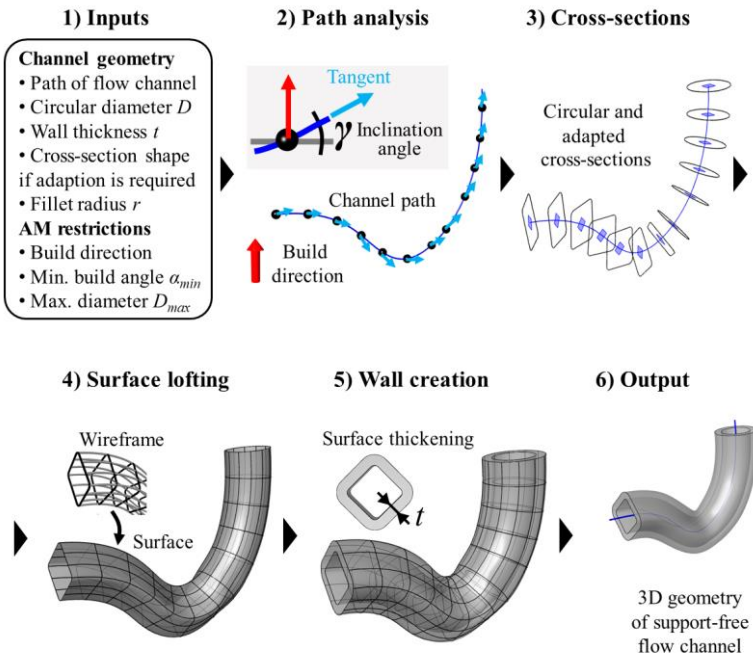 1) Inputs
Channel geometry
• Path of flow channel
• Circular diameter D
• Wall thickness t
• Cross-section shape
if adaption is required
• Fillet radius r
AM restrictions
• Build direction
• Min. build angle α_min
• Max. diameter D_max
2) Path analysis
Tangent
γ Inclination
angle
Channel path
Build
direction
3) Cross-sections
Circular and
adapted
cross-sections
4) Surface lofting
Wireframe
Surface
5) Wall creation
Surface thickening
t
6) Output
3D geometry
of support-free
flow channel